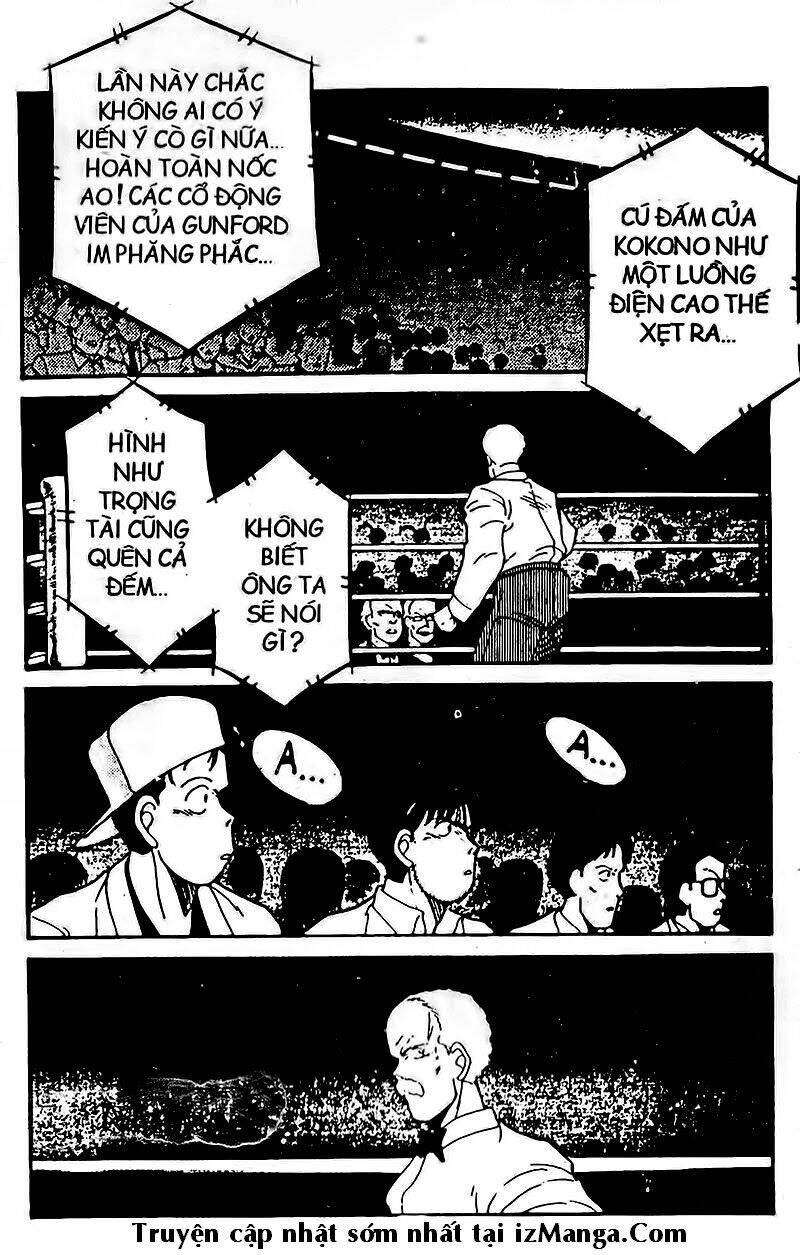 LẦN NÀY CHẮC
KHÔNG AI CÓ Ý
KIẾN Ý CÒ GÌ NỮA...
HOÀN TOÀN NỐC
AO! CÁC CỔ ĐỘNG
VIÊN CỦA GUNFORD
IM PHĂNG PHẮC...
CÚ ĐẤM CỦA
KOKONO NHƯ
MỘT LUỒNG
ĐIỆN CAO THẾ
XẸT RA...
HÌNH
NHƯ
TRỌNG
TÀI CŨNG
QUÊN CẢ
ĐẾM...
KHÔNG
BIẾT
ÔNG TA
SẼ NÓI
GÌ?
A...
A...
Truyện cập nhật sớm nhất tại izManga.Com